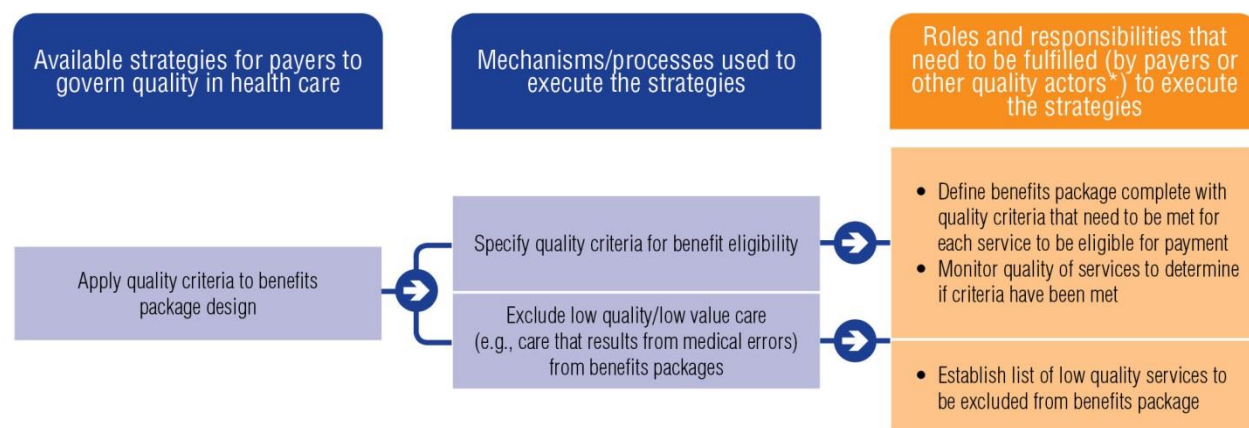 Available strategies for payers to
govern quality in health care
Mechanisms/processes used to
execute the strategies
Roles and responsibilities that
need to be fulfilled (by payers or
other quality actors*) to execute
the strategies
Apply quality criteria to benefits
package design
Specify quality criteria for benefit eligibility
Exclude low quality/low value care
(e.g., care that results from medical errors)
from benefits packages
• Define benefits package complete with
quality criteria that need to be met for
each service to be eligible for payment
• Monitor quality of services to determine
if criteria have been met
• Establish list of low quality services to
be excluded from benefits package